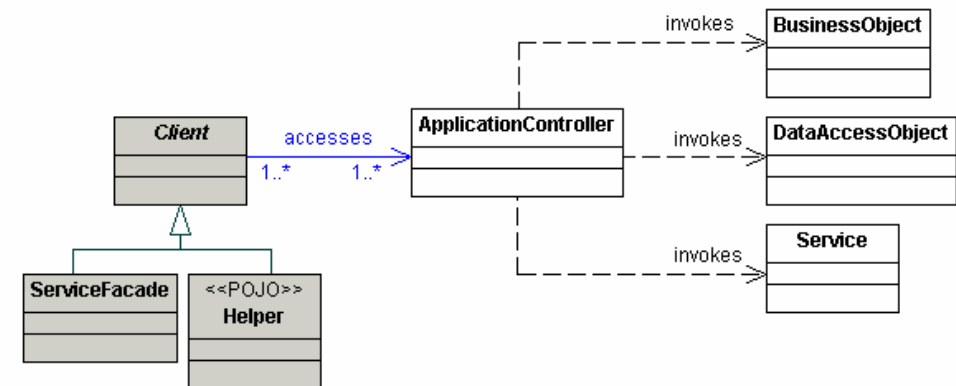 invokes
BusinessObject
Client
accesses
1..*
1..*
ApplicationController
invokes
DataAccessObject
invokes
Service
ServiceFacade
<<POJO>>
Helper